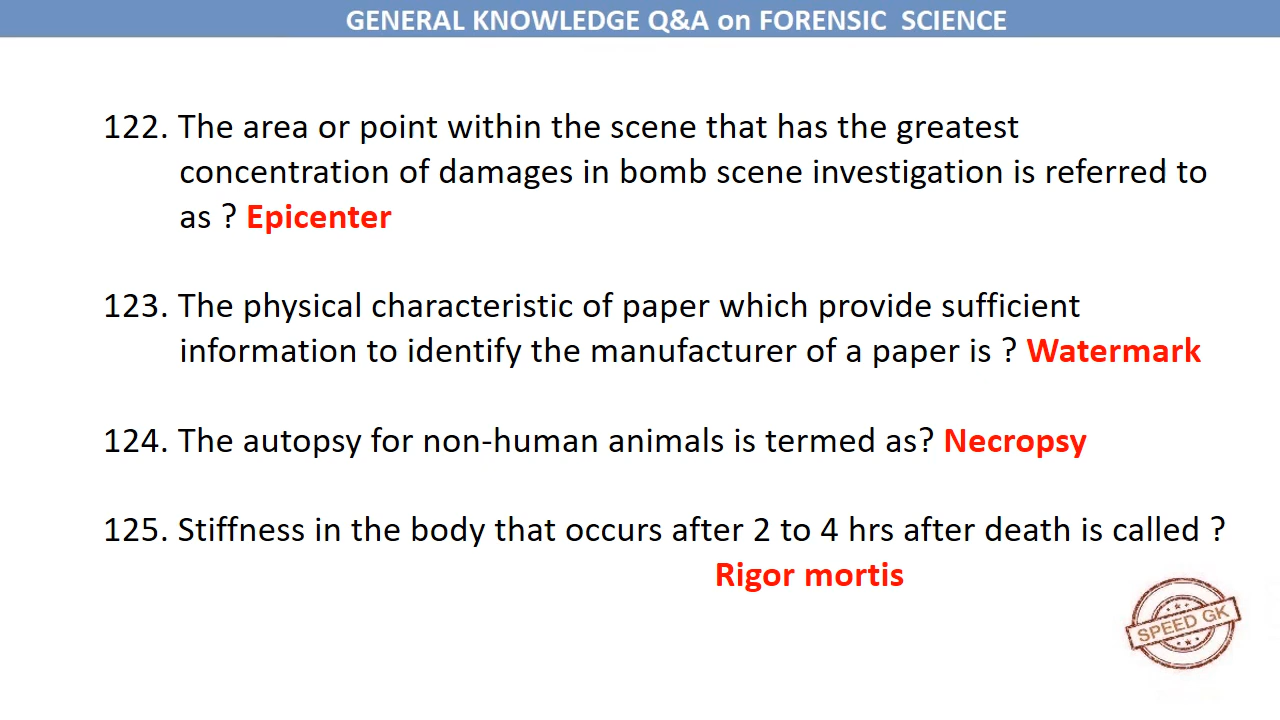 GENERAL KNOWLEDGE Q&A on FORENSIC SCIENCE
122. The area or point within the scene that has the greatest
concentration of damages in bomb scene investigation is referred to
as ? Epicenter
123. The physical characteristic of paper which provide sufficient
information to identify the manufacturer of a paper is ? Watermark
124. The autopsy for non-human animals is termed as? Necropsy
125. Stiffness in the body that occurs after 2 to 4 hrs after death is called ?
Rigor mortis
SPEED GK